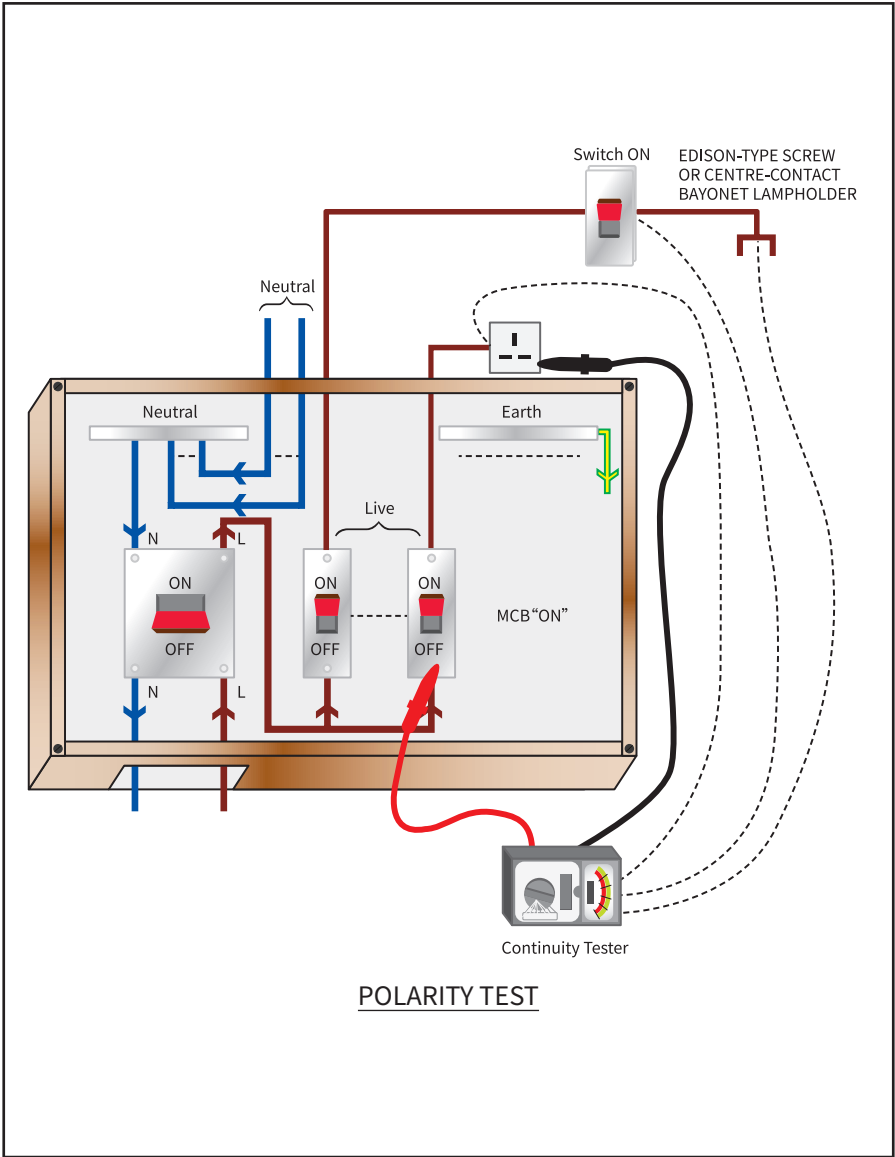 Switch ON
EDISON-TYPE SCREW
OR CENTRE-CONTACT
BAYONET LAMPHOLDER
Neutral
Neutral
Earth
Live
N
L
ON
OFF
ON
OFF
ON
OFF
MCB“ON”
N
L
Continuity Tester
POLARITY TEST